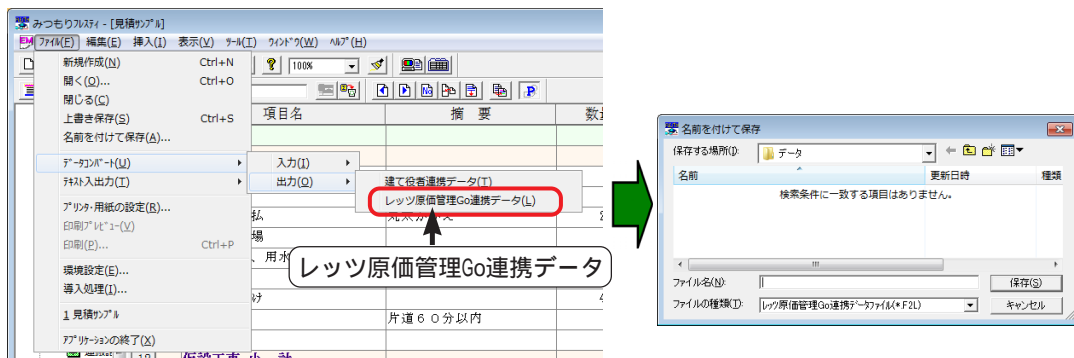 みつもりフレスティ - [見積サンプル]
ファイル(F) 編集(E) 挿入(I) 表示(V) ツール(T) ウィンドウ(W) ヘルプ(H)
新規作成(N) Ctrl+N
100%
開く(O)... Ctrl+O
閉じる(C)
上書き保存(S) Ctrl+S
項目名 摘 要
名前を付けて保存(A)...
データコンバート(U)
入力(I)
テキスト入出力(T)
出力(O)
建て役者連携データ(T)
レッツ原価管理Go連携データ(L)
プリンタ・用紙の設定(R)...
印刷プレビュー(V)
印刷(P)... Ctrl+P
環境設定(E)...
導入処理(I)...
1 見積サンプル
アプリケーションの終了(X)
、用水
片道６０分以内
レッツ原価管理Go連携データ
名前を付けて保存
保存する場所(I): データ
名前 更新日時 種類
検索条件に一致する項目はありません。
ファイル名(N): 保存(S)
ファイルの種類(T): レッツ原価管理Go連携データファイル(*.F2L) キャンセル